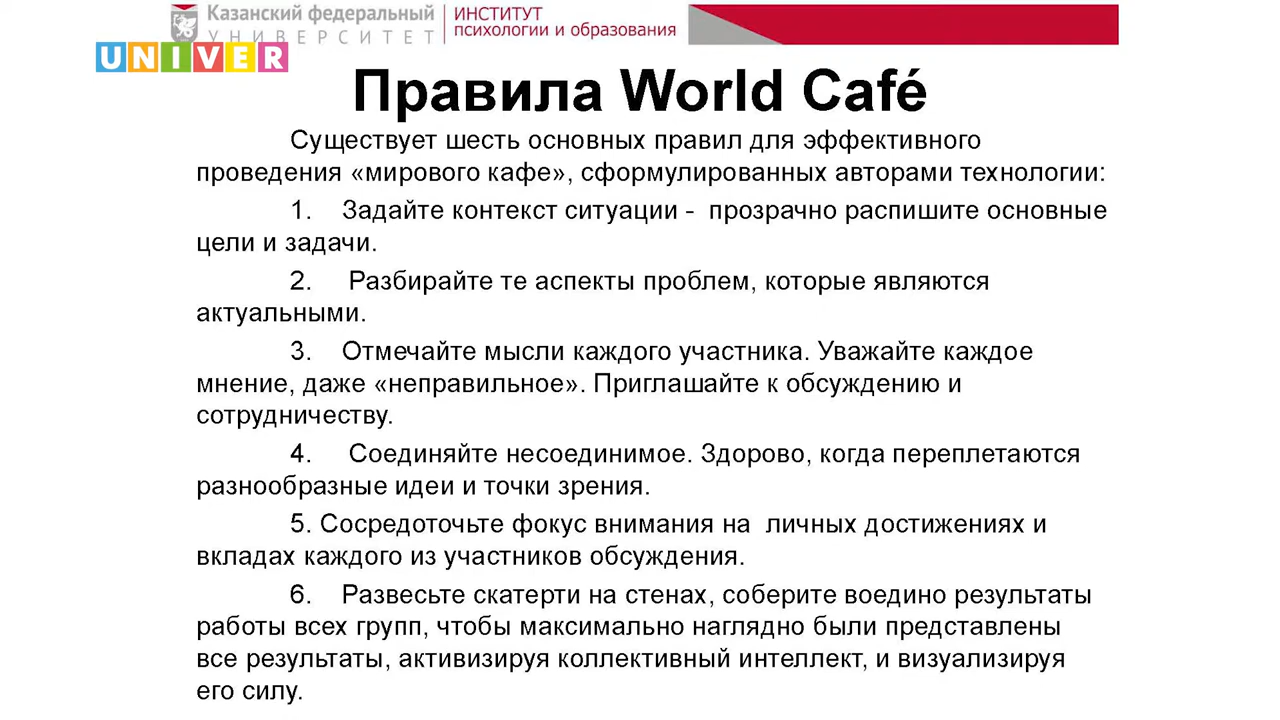 Казанский федеральный
УНИВЕРСИТЕТ
ИНСТИТУТ
психологии и образования
UNIVER
Правила World Café
Существует шесть основных правил для эффективного
проведения «мирового кафе», сформулированных авторами технологии:
1. Задайте контекст ситуации - прозрачно распишите основные
цели и задачи.
2. Разбирайте те аспекты проблем, которые являются
актуальными.
3. Отмечайте мысли каждого участника. Уважайте каждое
мнение, даже «неправильное». Приглашайте к обсуждению и
сотрудничеству.
4. Соединяйте несоединимое. Здорово, когда переплетаются
разнообразные идеи и точки зрения.
5. Сосредоточьте фокус внимания на личных достижениях и
вкладах каждого из участников обсуждения.
6. Развесьте скатерти на стенах, соберите воедино результаты
работы всех групп, чтобы максимально наглядно были представлены
все результаты, активизируя коллективный интеллект, и визуализируя
его силу.